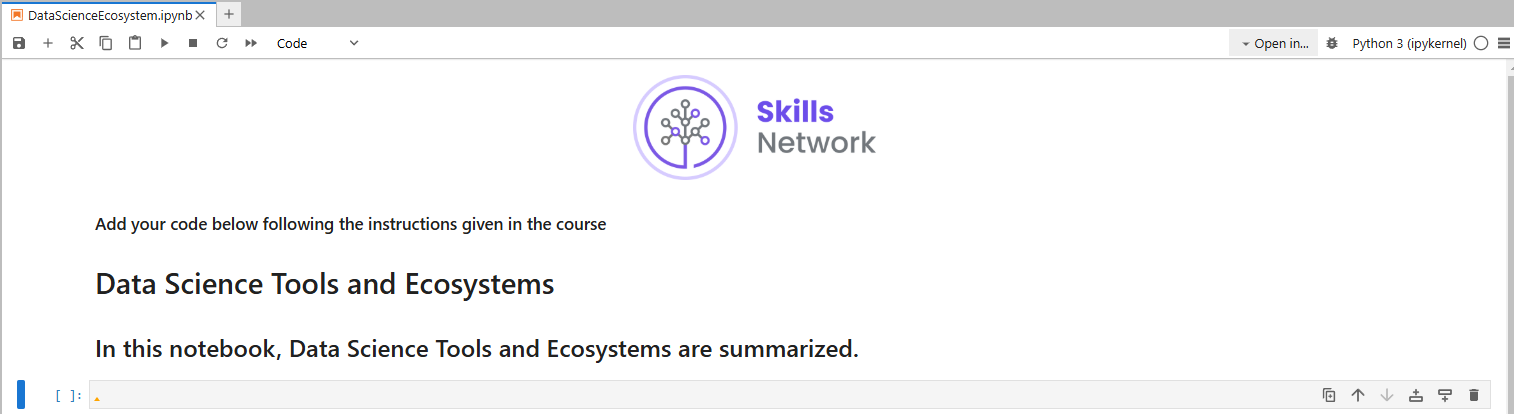 DataScienceEcosystem.ipynb
Code
Open in...
Python 3 (ipykernel)
Skills
Network
Add your code below following the instructions given in the course
Data Science Tools and Ecosystems
In this notebook, Data Science Tools and Ecosystems are summarized.
[ ]: